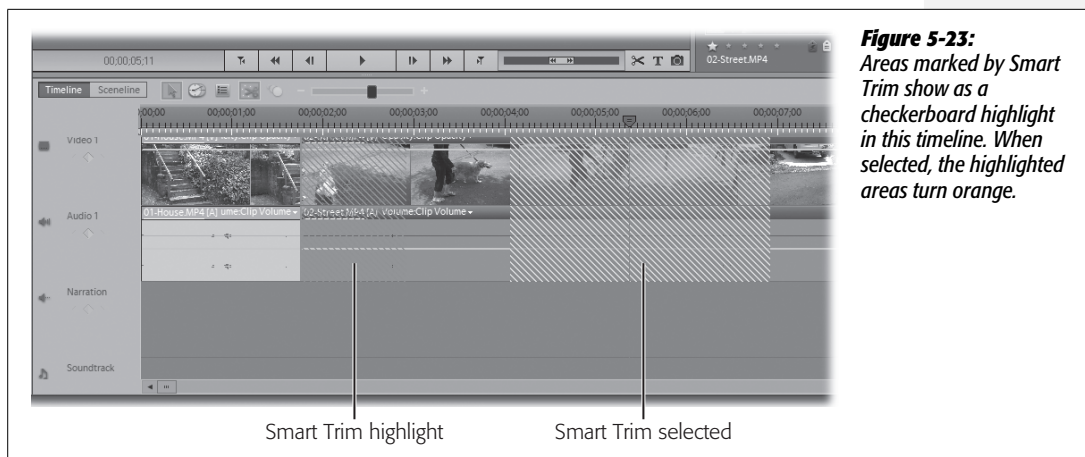 00;00;05;11
T
02-Street.MP4
Timeline Sceneline
00;00 00;00;01;00 00;00;02;00 00;00;03;00 00;00;04;00 00;00;05;00 00;00;06;00 00;00;07;00
Video 1
Audio 1
01-House.MP4 [A] ume:Clip Volume 02-Street.MP4 [A] Volume:Clip Volume
Narration
Soundtrack
Smart Trim highlight
Smart Trim selected
Figure 5-23:
Areas marked by Smart
Trim show as a
checkerboard highlight
in this timeline. When
selected, the highlighted
areas turn orange.